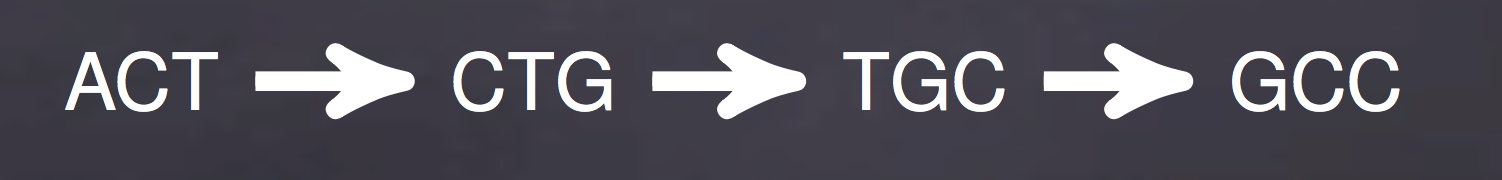 ACT → CTG → TGC → GCC